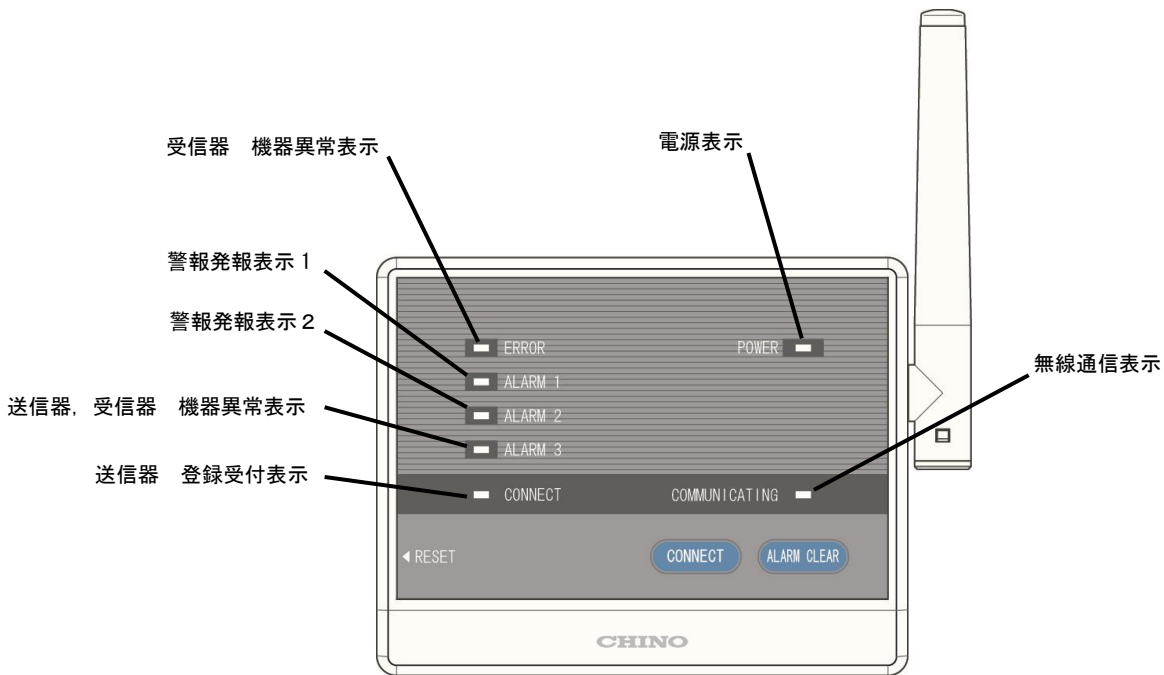 受信器　機器異常表示
電源表示
警報発報表示１
警報発報表示２
無線通信表示
送信器，受信器　機器異常表示
送信器　登録受付表示
ERROR
POWER
ALARM 1
ALARM 2
ALARM 3
CONNECT
COMMUNICATING
RESET
CONNECT
ALARM CLEAR
CHINO